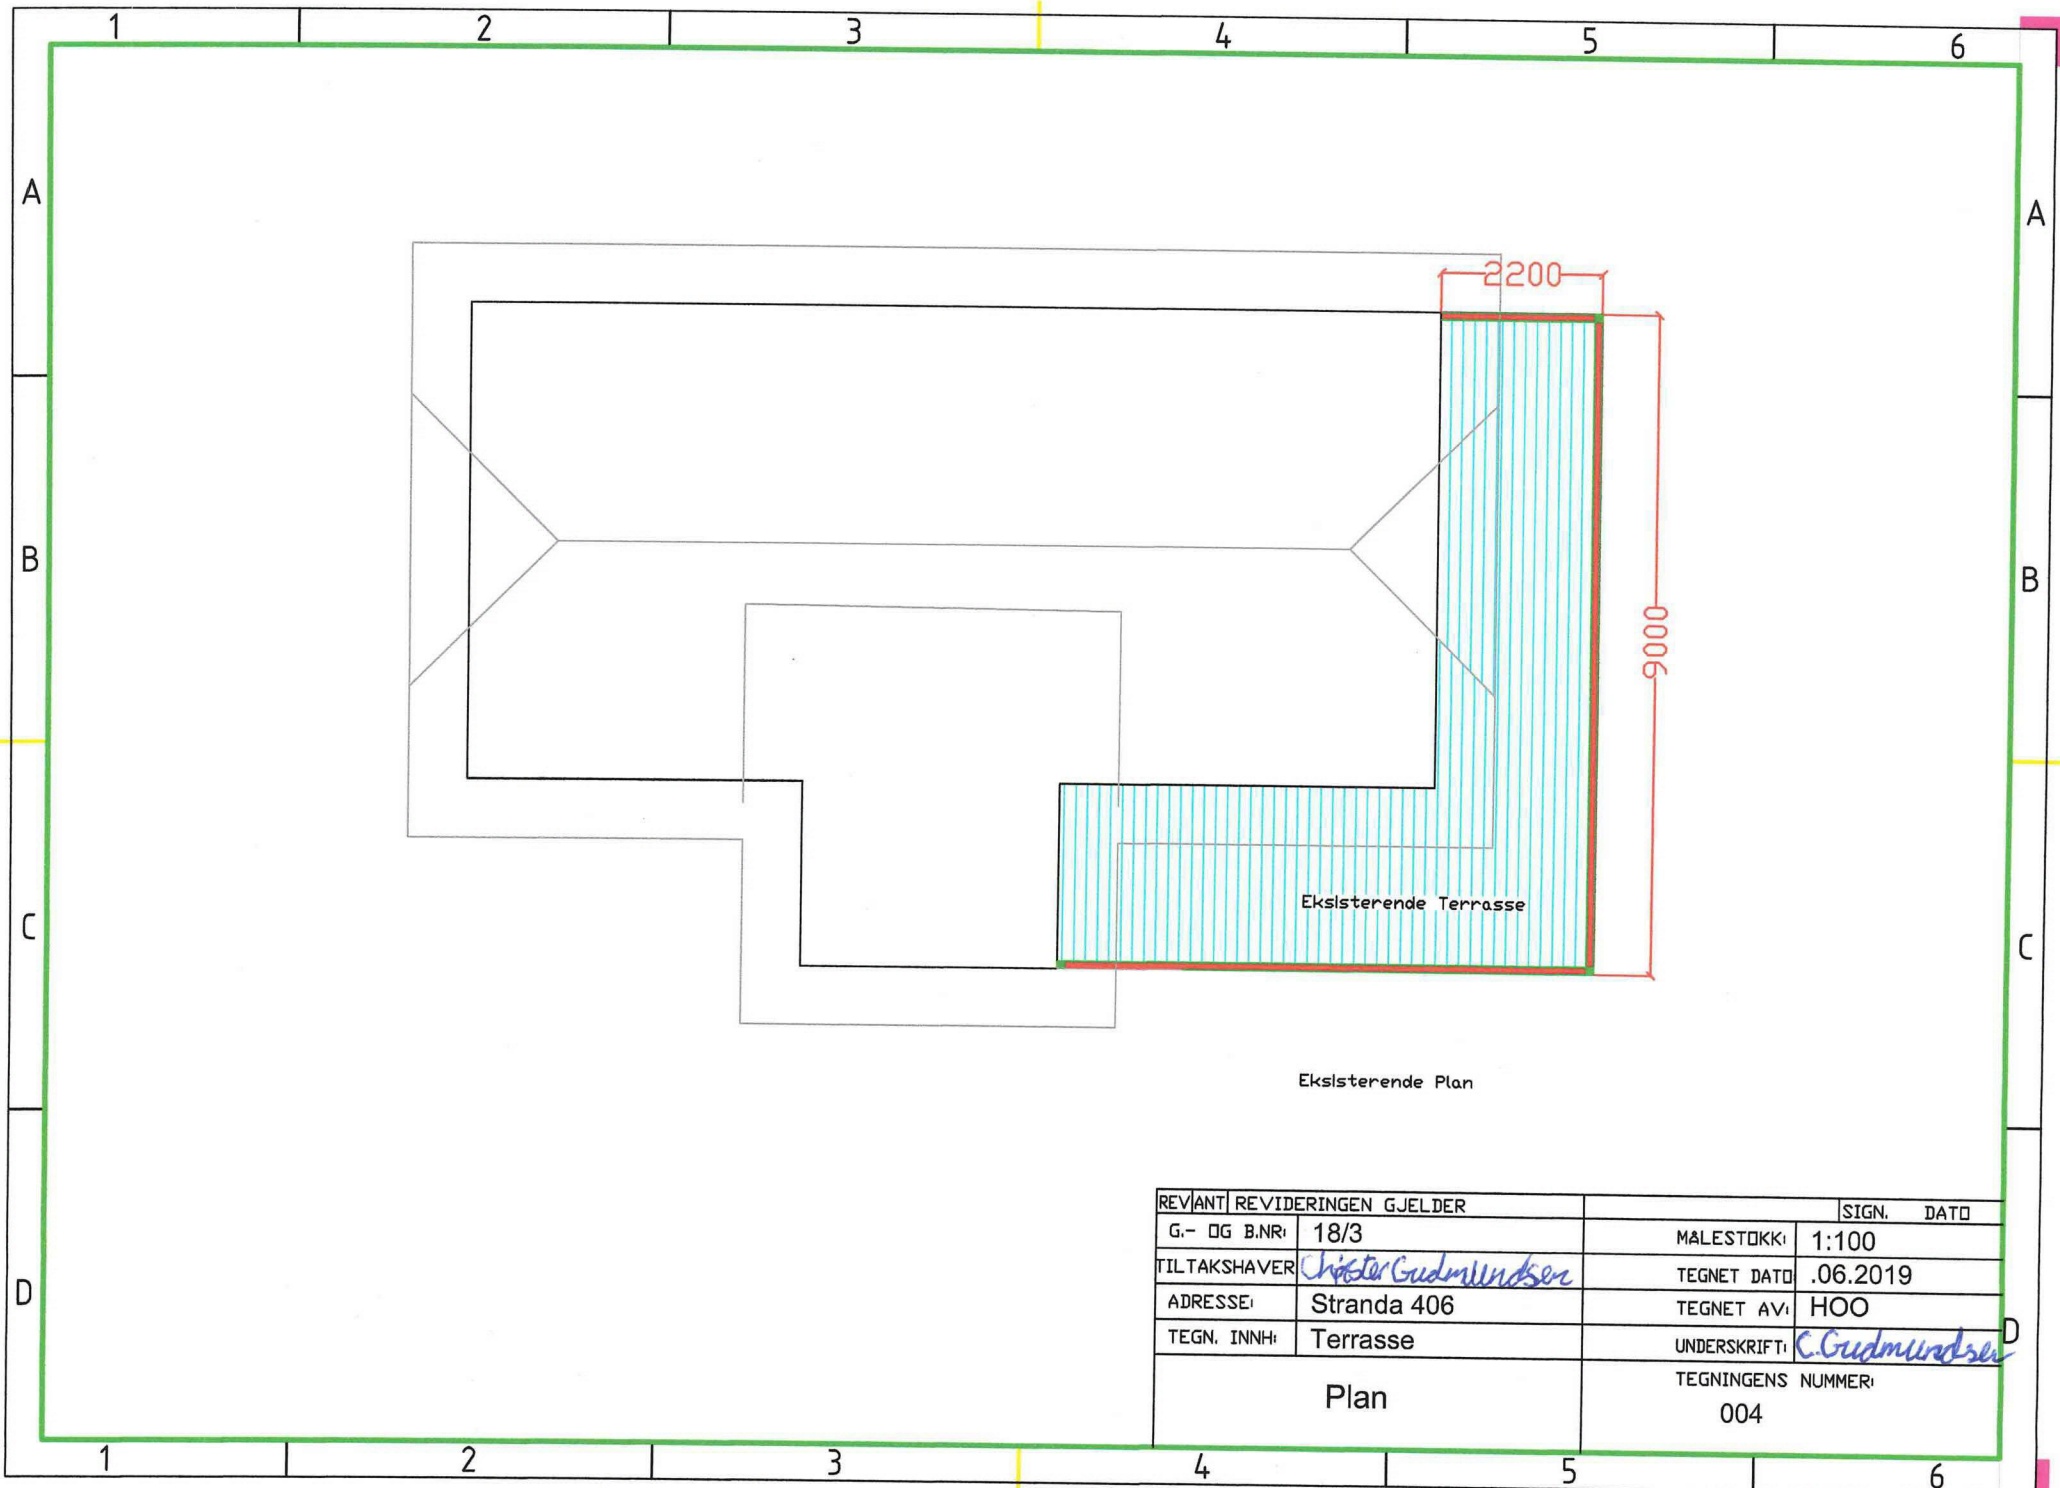 1 2 3 4 5 6
A A
2200
B B
9000
C C
Eksisterende Terrasse
Eksisterende Plan
REV ANT REVIDERINGEN GJELDER SIGN. DATO
G.- OG B.NR: 18/3 MÅLESTOKK: 1:100
TILTAKSHAVER Christer Gudmundsen TEGNET DATO .06.2019
D ADRESSE: Stranda 406 TEGNET AV: HOO D
TEGN. INNH: Terrasse UNDERSKRIFT: C. Gudmundsen
Plan TEGNINGENS NUMMER:
004
1 2 3 4 5 6